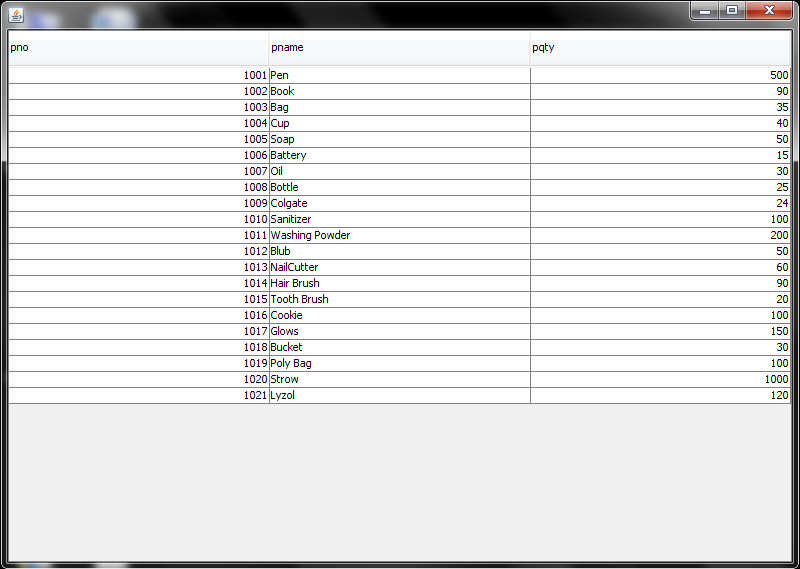 pno pname pqty
1001 Pen 500
1002 Book 90
1003 Bag 35
1004 Cup 40
1005 Soap 50
1006 Battery 15
1007 Oil 30
1008 Bottle 25
1009 Colgate 24
1010 Sanitizer 100
1011 Washing Powder 200
1012 Blub 50
1013 NailCutter 60
1014 Hair Brush 90
1015 Tooth Brush 20
1016 Cookie 100
1017 Glows 150
1018 Bucket 30
1019 Poly Bag 100
1020 Strow 1000
1021 Lyzol 120